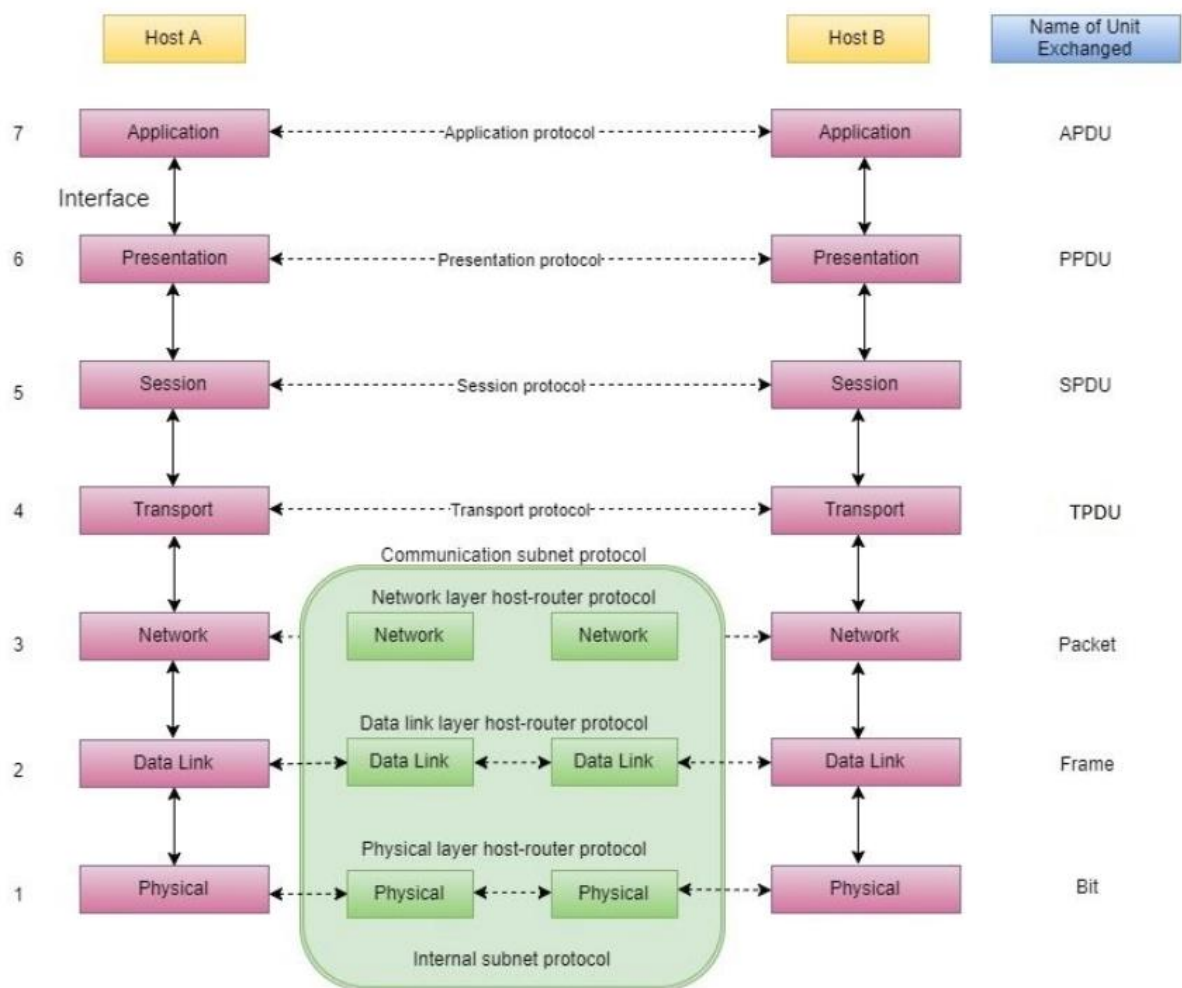 Host A
Host B
Name of Unit
Exchanged
7
Application
Application protocol
Application
APDU
Interface
6
Presentation
Presentation protocol
Presentation
PPDU
5
Session
Session protocol
Session
SPDU
4
Transport
Transport protocol
Transport
TPDU
Communication subnet protocol
Network layer host-router protocol
3
Network
Network
Network
Network
Packet
Data link layer host-router protocol
2
Data Link
Data Link
Data Link
Data Link
Frame
Physical layer host-router protocol
1
Physical
Physical
Physical
Physical
Bit
Internal subnet protocol